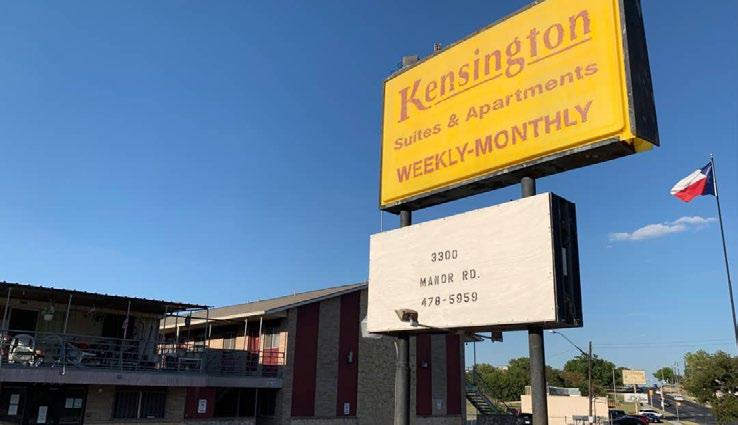 Kensington
Suites & Apartments
WEEKLY-MONTHLY
3300
MANOR RD.
478-5959